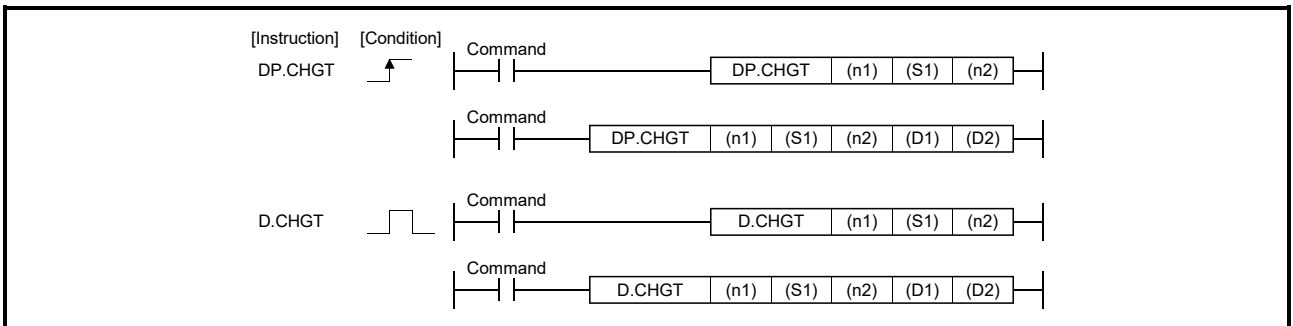 [Instruction] [Condition]
Command
DP.CHGT DP.CHGT (n1) (S1) (n2)
Command
DP.CHGT (n1) (S1) (n2) (D1) (D2)
Command
D.CHGT D.CHGT (n1) (S1) (n2)
Command
D.CHGT (n1) (S1) (n2) (D1) (D2)